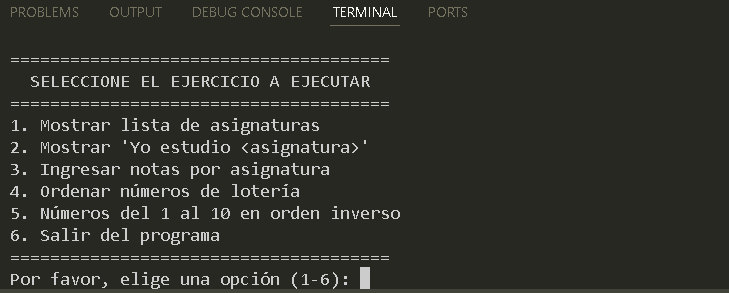 PROBLEMS OUTPUT DEBUG CONSOLE TERMINAL PORTS
======================================
SELECCIONE EL EJERCICIO A EJECUTAR
======================================
1. Mostrar lista de asignaturas
2. Mostrar 'Yo estudio <asignatura>'
3. Ingresar notas por asignatura
4. Ordenar números de lotería
5. Números del 1 al 10 en orden inverso
6. Salir del programa
======================================
Por favor, elige una opción (1-6):